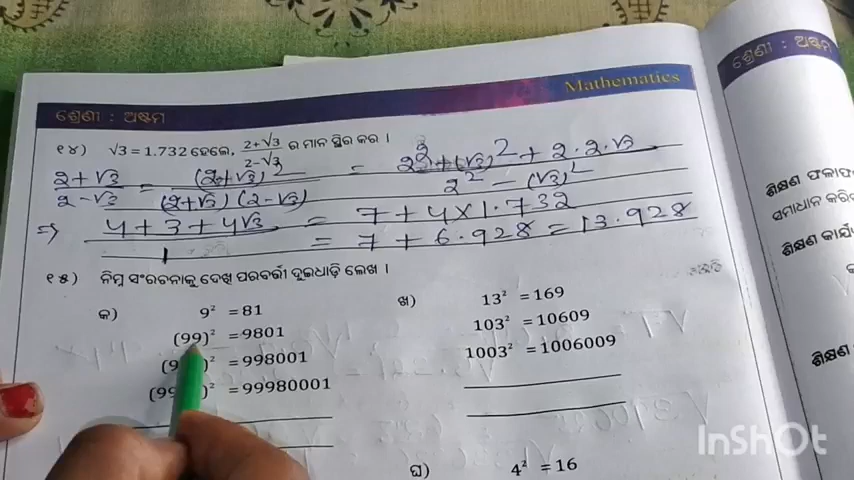 Mathematics
ଶ୍ରେଣୀ : ଅଷ୍ଟମ
ଶ୍ରେଣୀ : ଅଷ୍ଟମ
୧୪) √3 = 1.732 ହେଲେ, (2+√3)/(2-√3) ର ମାନ ସ୍ଥିର କର ।
(2+√3)/(2-√3) = (2+√3)²/((2+√3)(2-√3)) = (2²+(√3)²+2·2·√3)/(2²-(√3)²)
⇒ (4+3+4√3)/1 = 7+4×1.732
= 7+6.928 = 13.928
୧୫) ନିମ୍ନ ସଂରଚନାକୁ ଦେଖି ପରବର୍ତ୍ତୀ ଦୁଇଧାଡ଼ି ଲେଖ ।
କ) 9² = 81
(99)² = 9801
(9 )² = 998001
(99 )² = 99980001
ଖ) 13² = 169
103² = 10609
1003² = 1006009
ଘ) 4² = 16
ଶିକ୍ଷଣ
ସମାଧାନ
ଶିକ୍ଷଣ
ଶିକ୍ଷଣ
InShot